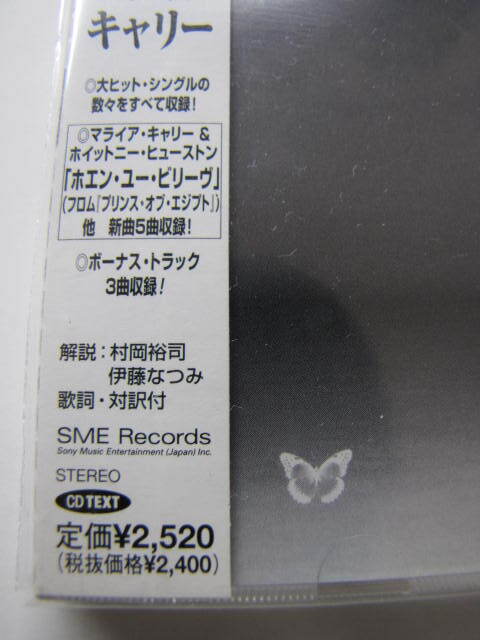 キャリー
◎大ヒット・シングルの
数々をすべて収録!
◎マライア・キャリー &
ホイットニー・ヒューストン
「ホエン・ユー・ビリーヴ」
(フロム『プリンス・オブ・エジプト』)
他 新曲5曲収録!
◎ボーナス・トラック
3曲収録!
解説:村岡裕司
伊藤なつみ
歌詞・対訳付
SME Records
Sony Music Entertainment (Japan) Inc.
STEREO
CD TEXT
定価¥2,520
(税抜価格¥2,400)